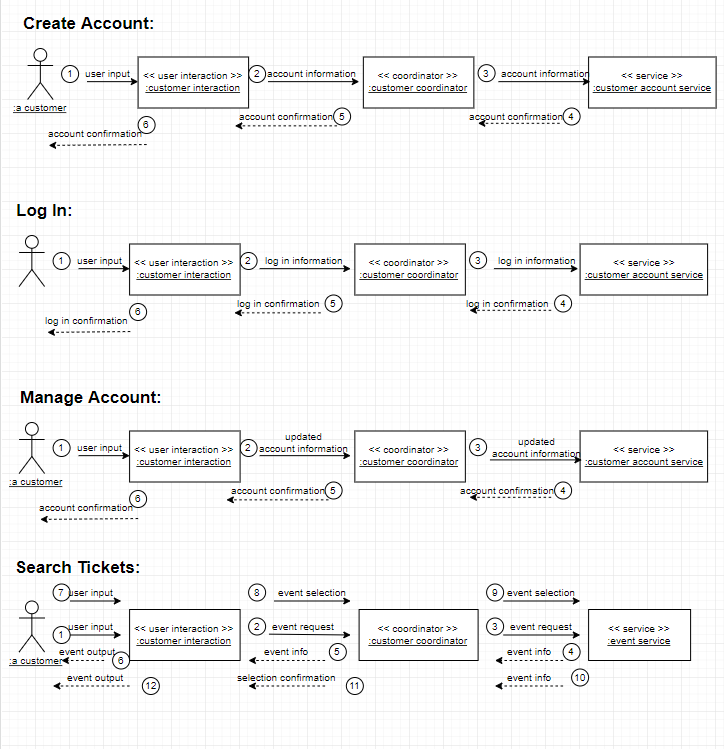 Create Account:
1 user input
<< user interaction >>
:customer interaction
2 account information
<< coordinator >>
:customer coordinator
3 account information
<< service >>
:customer account service
:a customer
account confirmation 6
account confirmation 5
account confirmation 4
Log In:
1 user input
<< user interaction >>
:customer interaction
2 log in information
<< coordinator >>
:customer coordinator
3 log in information
<< service >>
:customer account service
log in confirmation 6
log in confirmation 5
log in confirmation 4
Manage Account:
1 user input
<< user interaction >>
:customer interaction
2 updated
account information
<< coordinator >>
:customer coordinator
3 updated
account information
<< service >>
:customer account service
:a customer
account confirmation 6
account confirmation 5
account confirmation 4
Search Tickets:
7 user input
8 event selection
9 event selection
1 user input
<< user interaction >>
:customer interaction
2 event request
<< coordinator >>
:customer coordinator
3 event request
<< service >>
:event service
:a customer
event output 6
event info 5
event info 4
event output 12
selection confirmation 11
event info 10